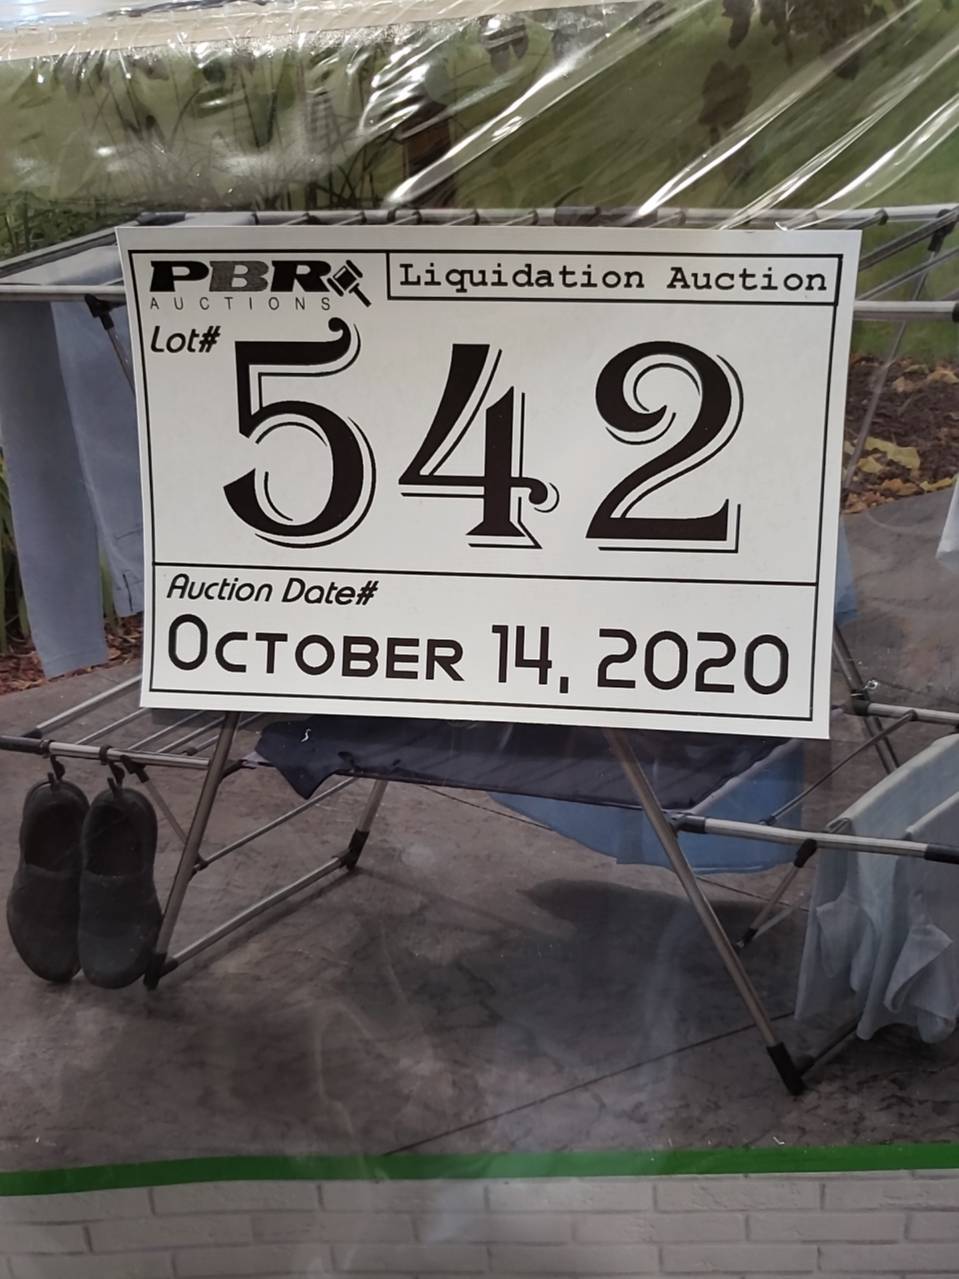 PBR
AUCTIONS
Liquidation Auction
Lot#
542
Auction Date#
October 14, 2020